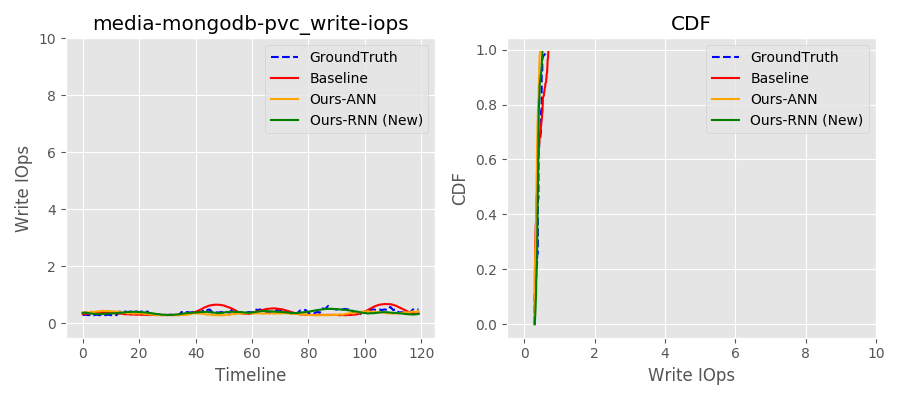 media-mongodb-pvc_write-iops
Write IOps
10
8
6
4
2
0
0 20 40 60 80 100 120
Timeline
GroundTruth
Baseline
Ours-ANN
Ours-RNN (New)
CDF
CDF
1.0
0.8
0.6
0.4
0.2
0.0
0 2 4 6 8 10
Write IOps
GroundTruth
Baseline
Ours-ANN
Ours-RNN (New)